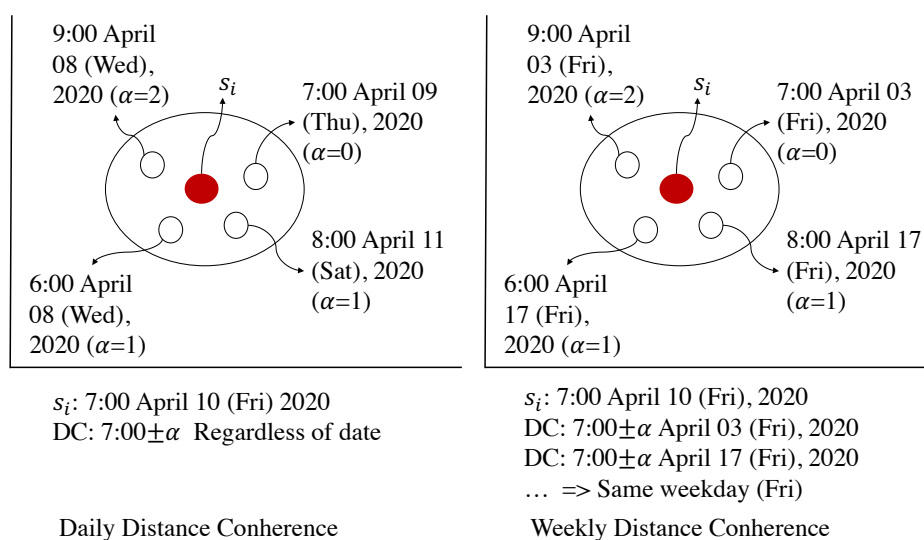 9:00 April
08 (Wed),
2020 (α=2)
s_i
7:00 April 09
(Thu), 2020
(α=0)
6:00 April
08 (Wed),
2020 (α=1)
8:00 April 11
(Sat), 2020
(α=1)
s_i: 7:00 April 10 (Fri) 2020
DC: 7:00±α Regardless of date
Daily Distance Conherence
9:00 April
03 (Fri),
2020 (α=2)
s_i
7:00 April 03
(Fri), 2020
(α=0)
6:00 April
17 (Fri),
2020 (α=1)
8:00 April 17
(Fri), 2020
(α=1)
s_i: 7:00 April 10 (Fri), 2020
DC: 7:00±α April 03 (Fri), 2020
DC: 7:00±α April 17 (Fri), 2020
… => Same weekday (Fri)
Weekly Distance Conherence